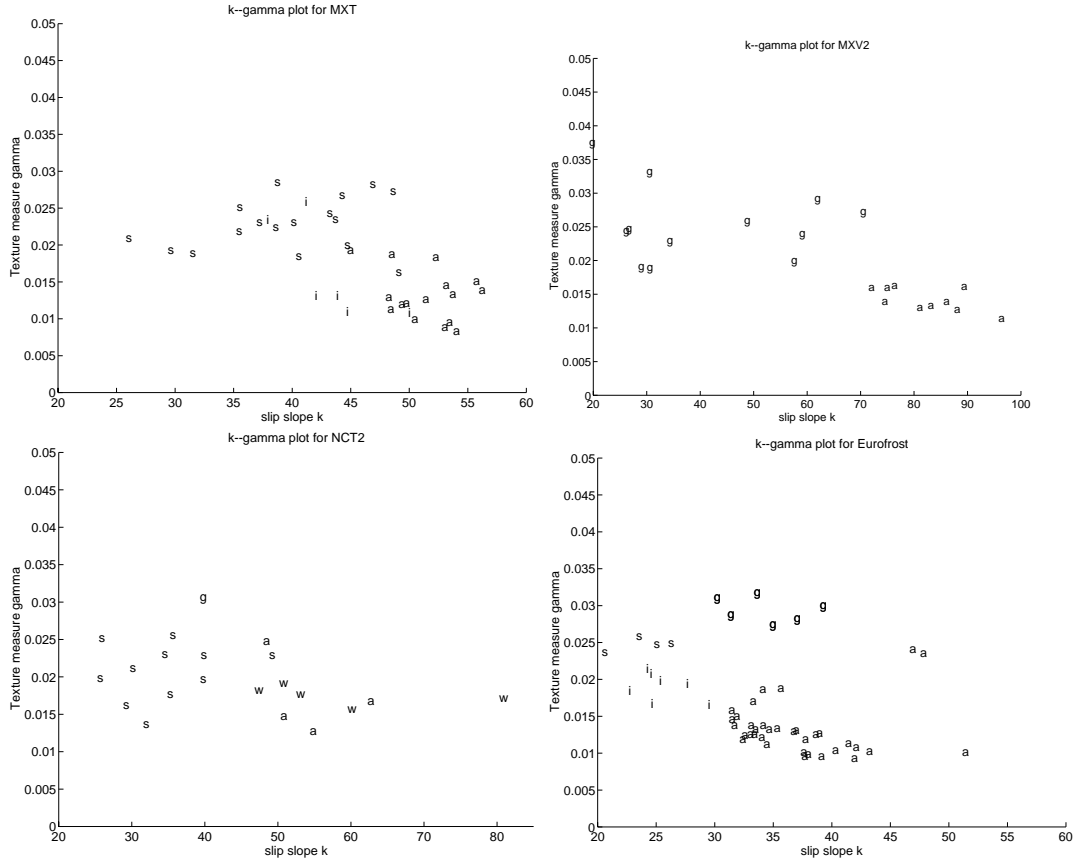 k--gamma plot for MXT
0.05
0.045
0.04
0.035
0.03
0.025
0.02
0.015
0.01
0.005
0
Texture measure gamma
s s s s s s s s s s s s s s s s s
i i i i i i
a a a a a a a a a a a a a a a a a
20 25 30 35 40 45 50 55 60
slip slope k
k--gamma plot for MXV2
0.05
0.045
0.04
0.035
0.03
0.025
0.02
0.015
0.01
0.005
0
Texture measure gamma
g g g g g g g g g g g g
a a a a a a a a a a
20 30 40 50 60 70 80 90 100
slip slope k
k--gamma plot for NCT2
0.05
0.045
0.04
0.035
0.03
0.025
0.02
0.015
0.01
0.005
0
Texture measure gamma
g
s s s s s s s s s s s
a a a a
w w w w w
20 30 40 50 60 70 80
slip slope k
k--gamma plot for Eurofrost
0.05
0.045
0.04
0.035
0.03
0.025
0.02
0.015
0.01
0.005
0
Texture measure gamma
g g g g g g
s s s s
i i i i i i i
a a a a a a a a a a a a a a a a a a a a a a a a a a a a a a a a a a
20 25 30 35 40 45 50 55 60
slip slope k